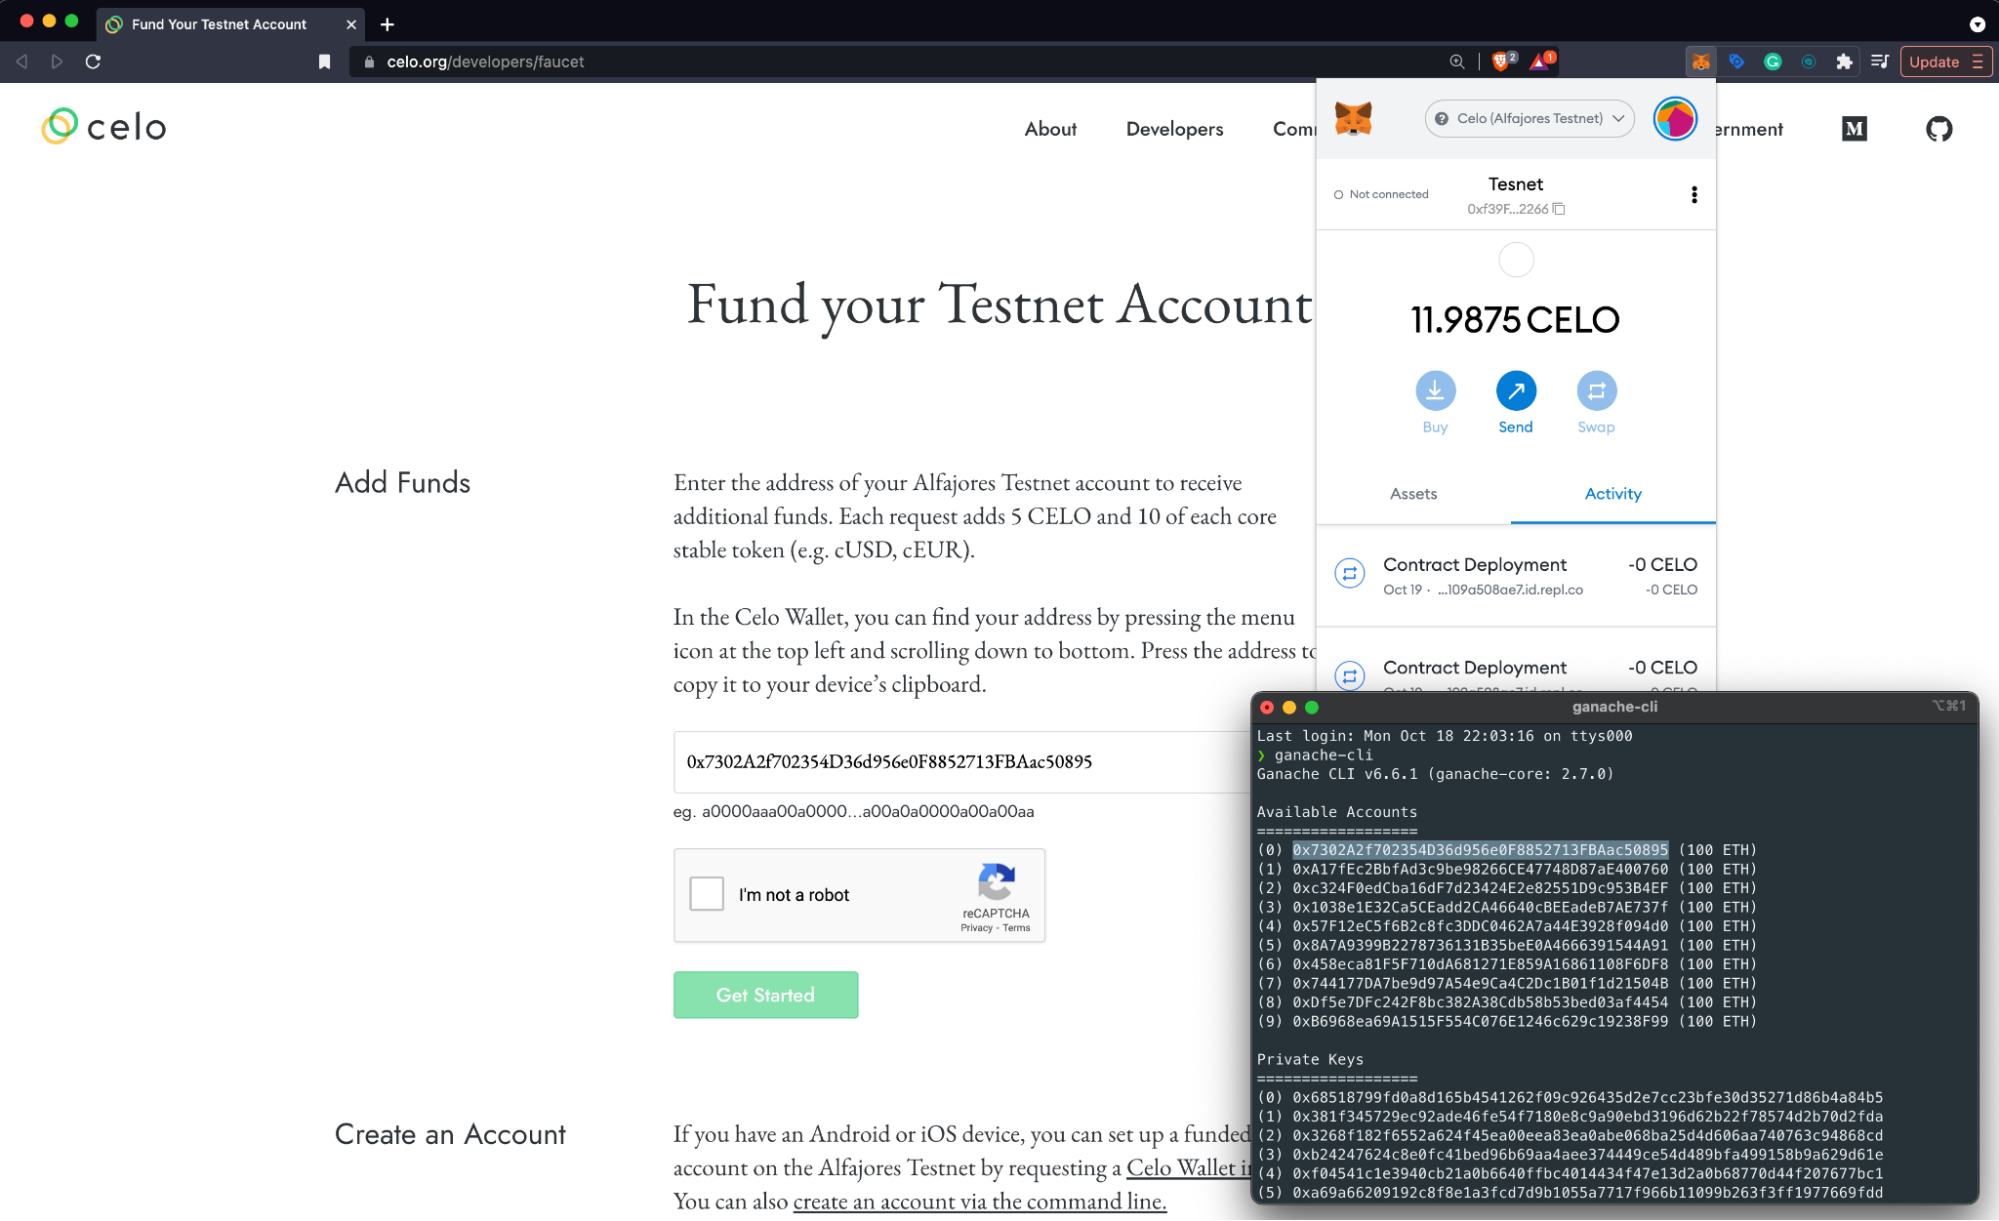 Fund Your Testnet Account
celo.org/developers/faucet
2
1
Update
celo
About
Developers
Com
ernment
M
Celo (Alfajores Testnet)
Not connected
Tesnet
0xf39F...2266
11.9875 CELO
Buy
Send
Swap
Assets
Activity
Contract Deployment
-0 CELO
Oct 19 · ...109a508ae7.id.repl.co
-0 CELO
Contract Deployment
-0 CELO
Fund your Testnet Account
Add Funds
Enter the address of your Alfajores Testnet account to receive
additional funds. Each request adds 5 CELO and 10 of each core
stable token (e.g. cUSD, cEUR).
In the Celo Wallet, you can find your address by pressing the menu
icon at the top left and scrolling down to bottom. Press the address to
copy it to your device’s clipboard.
0x7302A2f702354D36d956e0F8852713FBAac50895
eg. a0000aaa00a0000...a00a0a0000a00a00aa
I'm not a robot
reCAPTCHA
Privacy - Terms
Get Started
Create an Account
If you have an Android or iOS device, you can set up a funded
account on the Alfajores Testnet by requesting a Celo Wallet in
You can also create an account via the command line.
ganache-cli
⌥⌘1
Last login: Mon Oct 18 22:03:16 on ttys000
❯ ganache-cli
Ganache CLI v6.6.1 (ganache-core: 2.7.0)
Available Accounts
==================
(0) 0x7302A2f702354D36d956e0F8852713FBAac50895 (100 ETH)
(1) 0xA17fEc2BbfAd3c9be98266CE47748D87aE400760 (100 ETH)
(2) 0xc324F0edCba16dF7d23424E2e82551D9c953B4EF (100 ETH)
(3) 0x1038e1E32Ca5CEadd2CA46640cBEEadeB7AE737f (100 ETH)
(4) 0x57F12eC5f6B2c8fc3DDC0462A7a44E3928f094d0 (100 ETH)
(5) 0x8A7A9399B2278736131B35beE0A4666391544A91 (100 ETH)
(6) 0x458eca81F5F710dA681271E859A16861108F6DF8 (100 ETH)
(7) 0x744177DA7be9d97A54e9Ca4C2Dc1B01f1d21504B (100 ETH)
(8) 0xDf5e7DFc242F8bc382A38Cdb58b53bed03af4454 (100 ETH)
(9) 0xB6968ea69A1515F554C076E1246c629c19238F99 (100 ETH)
Private Keys
==================
(0) 0x68518799fd0a8d165b4541262f09c926435d2e7cc23bfe30d35271d86b4a84b5
(1) 0x381f345729ec92ade46fe54f7180e8c9a90ebd3196d62b22f78574d2b70d2fda
(2) 0x3268f182f6552a624f45ea00eea83ea0abe068ba25d4d606aa740763c94868cd
(3) 0xb24247624c8e0fc41bed96b69aa4aee374449ce54d489bfa499158b9a629d61e
(4) 0xf04541c1e3940cb21a0b6640ffbc4014434f47e13d2a0b68770d44f207677bc1
(5) 0xa69a66209192c8f8e1a3fcd7d9b1055a7717f966b11099b263f3ff1977669fdd